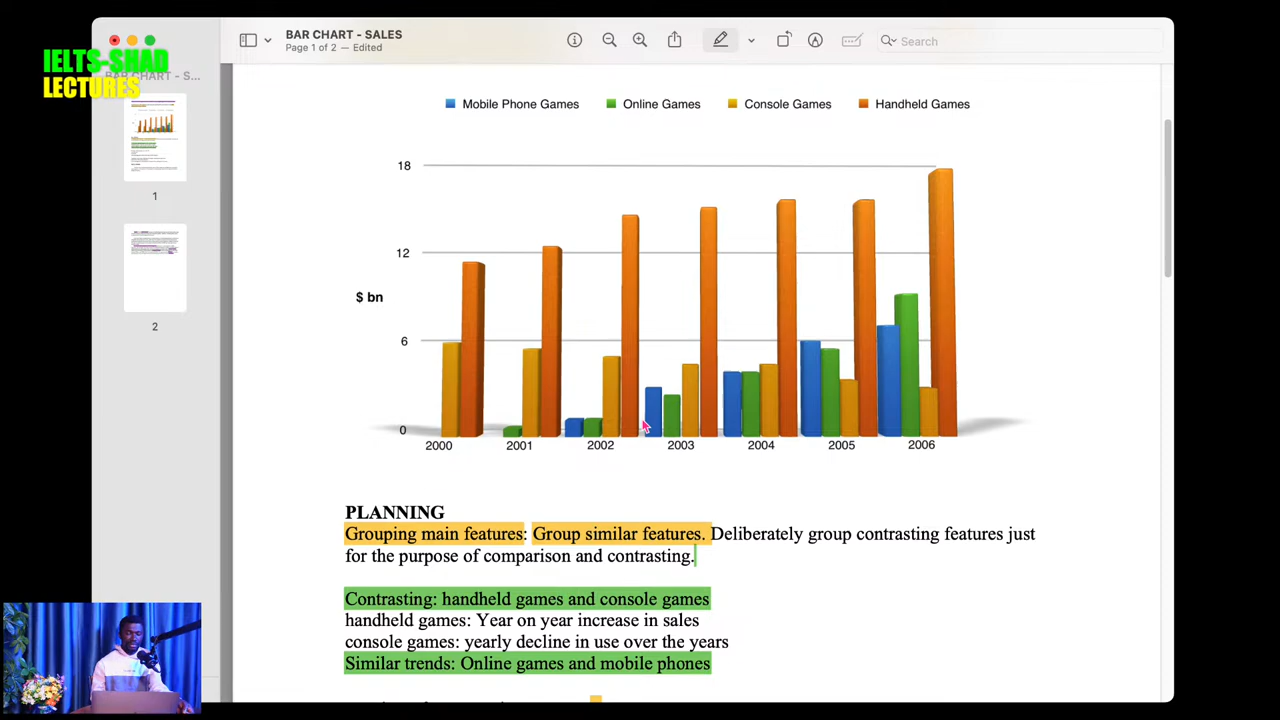 BAR CHART - SALES
Page 1 of 2 — Edited
Search
IELTS-SHAD
LECTURES
BAR CHART - S...
1
2
Mobile Phone Games
Online Games
Console Games
Handheld Games
18
12
$ bn
6
0
2000 2001 2002 2003 2004 2005 2006
PLANNING
Grouping main features: Group similar features. Deliberately group contrasting features just
for the purpose of comparison and contrasting.
Contrasting: handheld games and console games
handheld games: Year on year increase in sales
console games: yearly decline in use over the years
Similar trends: Online games and mobile phones